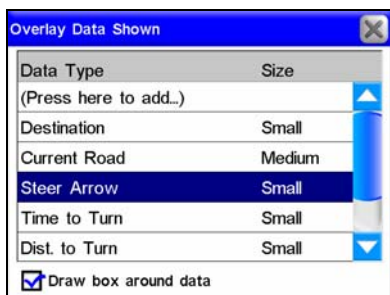 Overlay Data Shown
Data Type Size
(Press here to add...)
Destination Small
Current Road Medium
Steer Arrow Small
Time to Turn Small
Dist. to Turn Small
Draw box around data